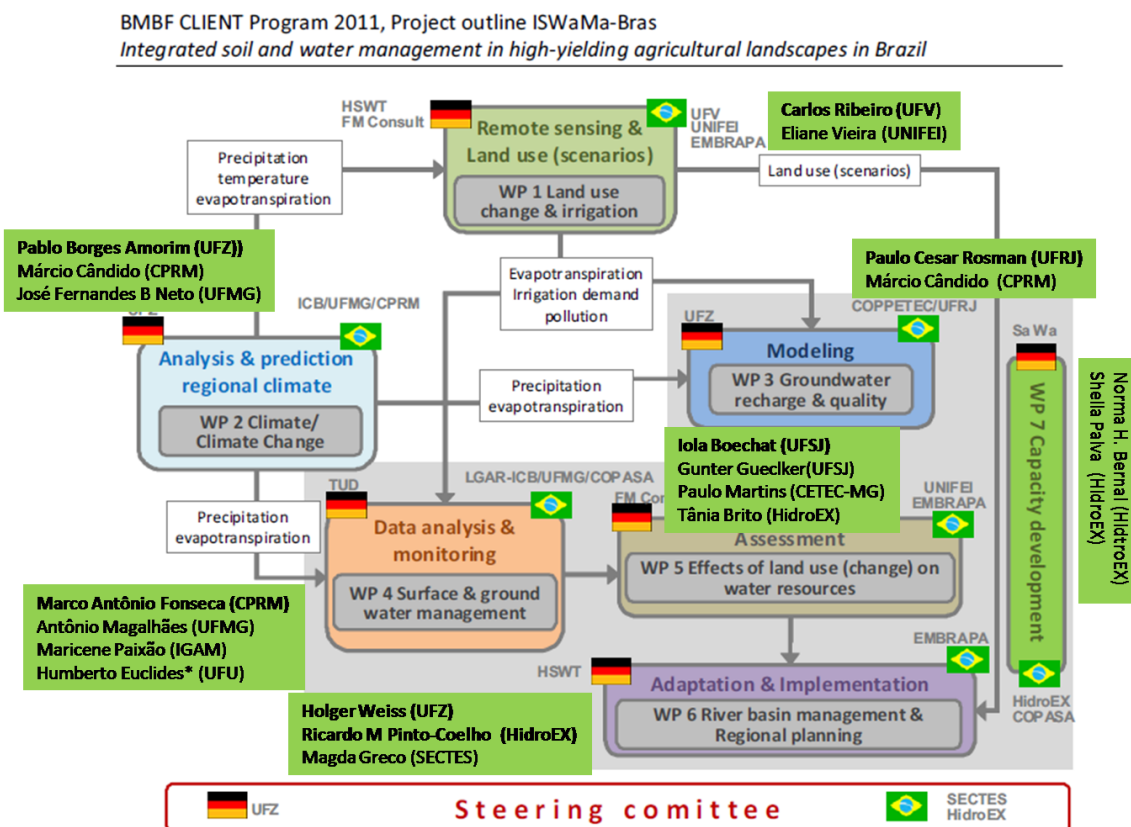 BMBF CLIENT Program 2011, Project outline ISWaMa-Bras
Integrated soil and water management in high-yielding agricultural landscapes in Brazil
HSWT
FM Consult
Remote sensing &
Land use (scenarios)
WP 1 Land use
change & irrigation
UFV
UNIFEI
EMBRAPA
Carlos Ribeiro (UFV)
Eliane Vieira (UNIFEI)
Precipitation
temperature
evapotranspiration
Land use (scenarios)
Pablo Borges Amorim (UFZ))
Márcio Cândido (CPRM)
José Fernandes B Neto (UFMG)
Evapotranspiration
Irrigation demand
pollution
Paulo Cesar Rosman (UFRJ)
Márcio Cândido (CPRM)
UFZ
ICB/UFMG/CPRM
Analysis & prediction
regional climate
WP 2 Climate/
Climate Change
UFZ
COPPETEC/UFRJ
Modeling
WP 3 Groundwater
recharge & quality
Precipitation
evapotranspiration
Sa Wa
WP 7 Capacity development
HidroEX
COPASA
Norma H. Bernal (HidtroEX)
Sheila Palva (HidroEX)
Iola Boechat (UFSJ)
Gunter Gueclker(UFSJ)
Paulo Martins (CETEC-MG)
Tânia Brito (HidroEX)
TUD
LGAR-ICB/UFMG/COPASA
Data analysis &
monitoring
WP 4 Surface & ground
water management
Precipitation
evapotranspiration
FM Con
UNIFEI
EMBRAPA
Assessment
WP 5 Effects of land use (change) on
water resources
Marco Antônio Fonseca (CPRM)
Antônio Magalhães (UFMG)
Maricene Paixão (IGAM)
Humberto Euclides* (UFU)
HSWT
EMBRAPA
Adaptation & Implementation
WP 6 River basin management &
Regional planning
Holger Weiss (UFZ)
Ricardo M Pinto-Coelho (HidroEX)
Magda Greco (SECTES)
UFZ
Steering comittee
SECTES
HidroEX